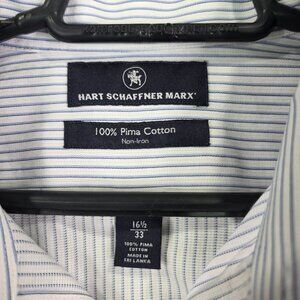 HART SCHAFFNER MARX
100% Pima Cotton
Non-Iron
16½
33
100% PIMA
COTTON
MADE IN
SRI LANKA